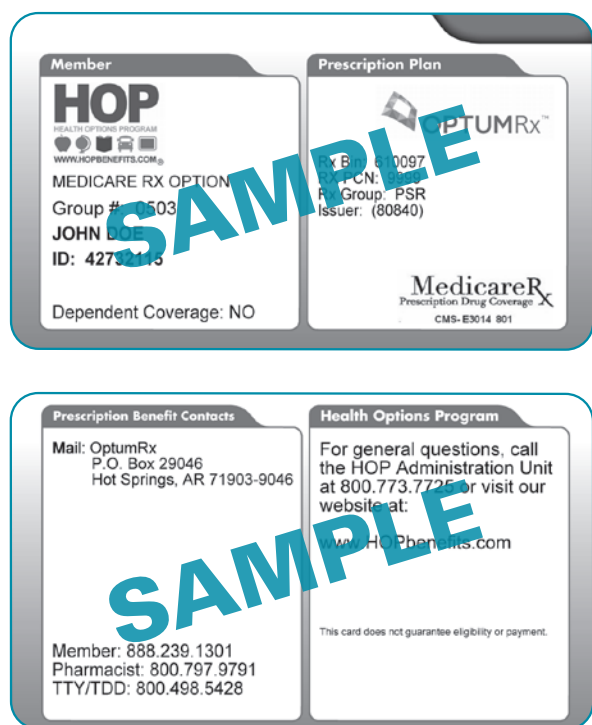 Member
HOP
HEALTH OPTIONS PROGRAM
WWW.HOPBENEFITS.COM®
MEDICARE RX OPTION
Group #: 0503
JOHN DOE
ID: 42732115
Dependent Coverage: NO
Prescription Plan
OPTUMRx™
Rx Bin: 610097
RX PCN: 9999
Rx Group: PSR
Issuer: (80840)
MedicareRx
Prescription Drug Coverage
CMS- E3014 801
SAMPLE
Prescription Benefit Contacts
Mail: OptumRx
P.O. Box 29046
Hot Springs, AR 71903-9046
Member: 888.239.1301
Pharmacist: 800.797.9791
TTY/TDD: 800.498.5428
Health Options Program
For general questions, call
the HOP Administration Unit
at 800.773.7725 or visit our
website at:
www.HOPbenefits.com
This card does not guarantee eligibility or payment.
SAMPLE